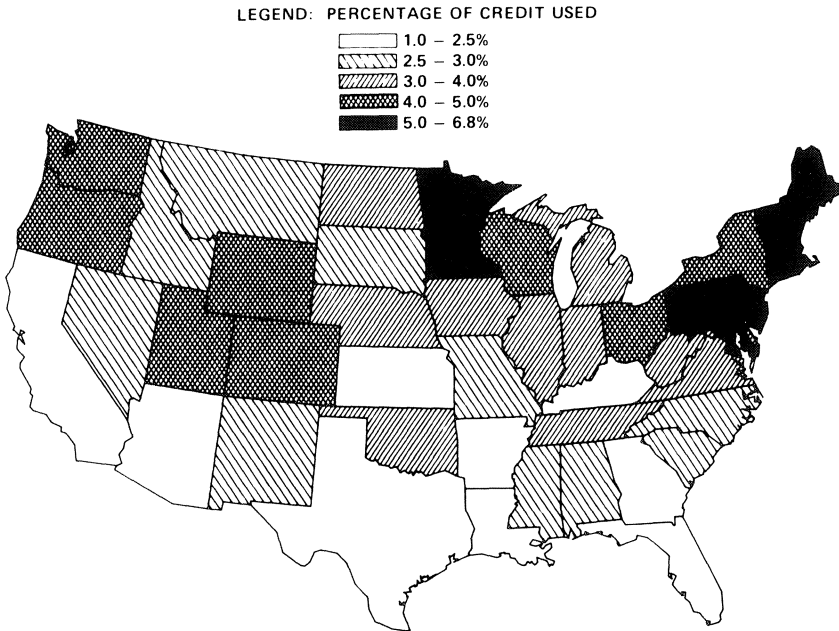 LEGEND: PERCENTAGE OF CREDIT USED
1.0 – 2.5%
2.5 – 3.0%
3.0 – 4.0%
4.0 – 5.0%
5.0 – 6.8%